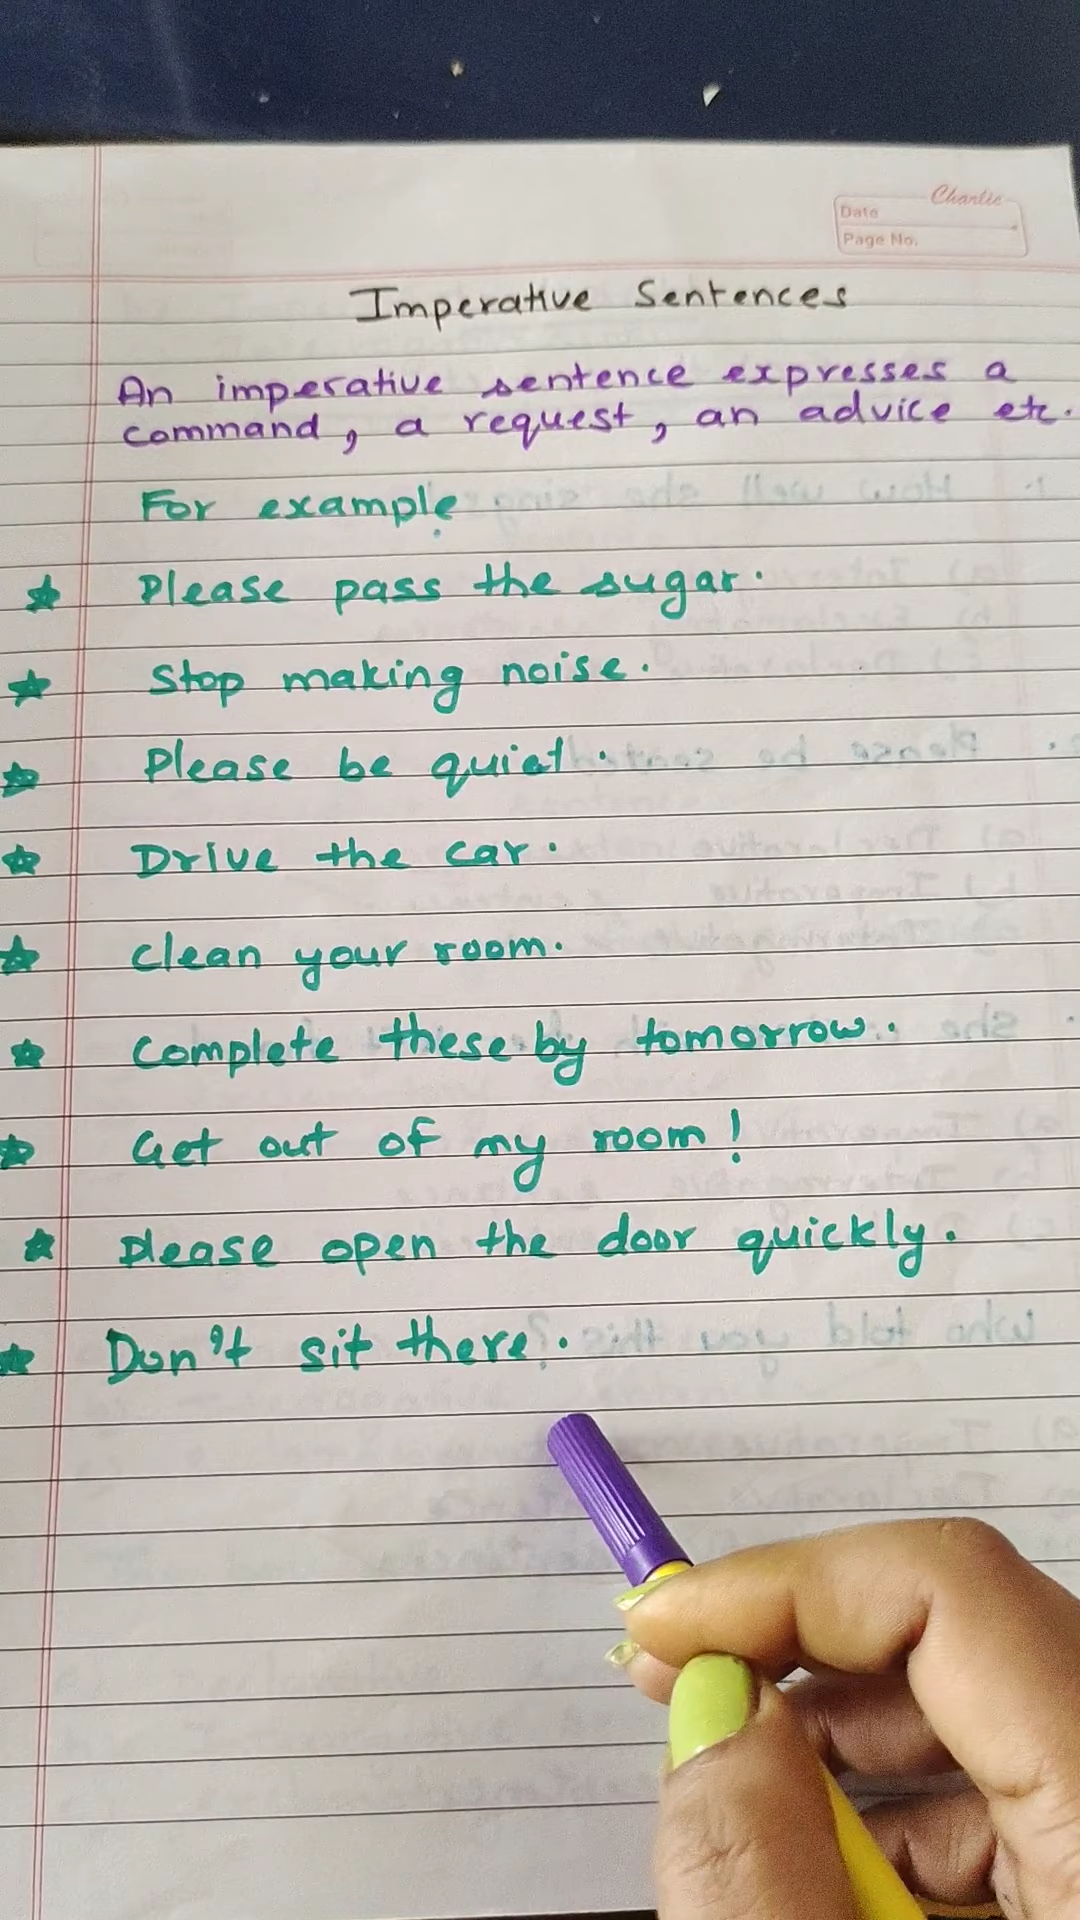 Charlie
Date
Page No.
Imperative Sentences
An imperative sentence expresses a
command, a request, an advice etc.
For example
Please pass the sugar.
Stop making noise.
Please be quiet.
Drive the car.
Clean your room.
Complete these by tomorrow.
Get out of my room!
Please open the door quickly.
Don't sit there.